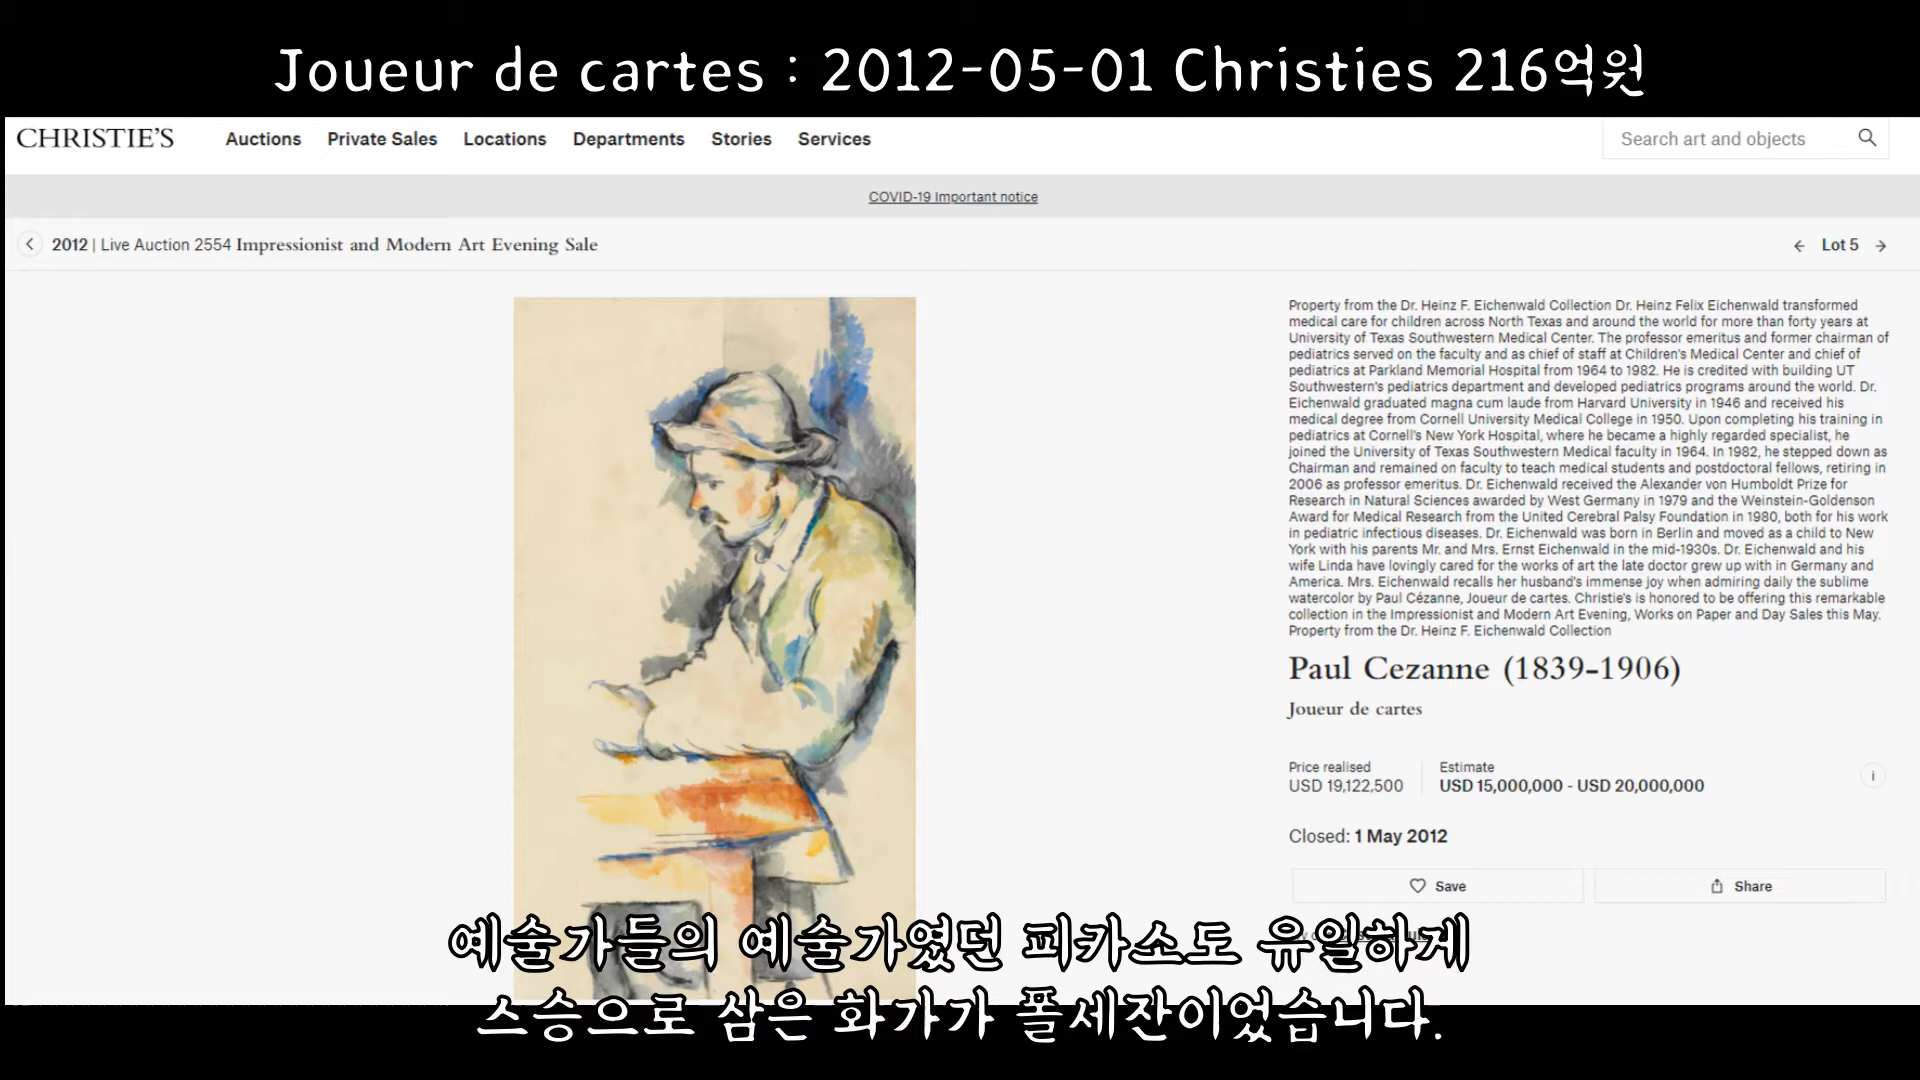 Joueur de cartes : 2012-05-01 Christies 216억원
CHRISTIE'S
Auctions Private Sales Locations Departments Stories Services
Search art and objects
COVID-19 Important notice
2012 | Live Auction 2554 Impressionist and Modern Art Evening Sale
Lot 5
Property from the Dr. Heinz F. Eichenwald Collection Dr. Heinz Felix Eichenwald transformed
medical care for children across North Texas and around the world for more than forty years at
University of Texas Southwestern Medical Center. The professor emeritus and former chairman of
pediatrics served on the faculty and as chief of staff at Children's Medical Center and chief of
pediatrics at Parkland Memorial Hospital from 1964 to 1982. He is credited with building UT
Southwestern's pediatrics department and developed pediatrics programs around the world. Dr.
Eichenwald graduated magna cum laude from Harvard University in 1946 and received his
medical degree from Cornell University Medical College in 1950. Upon completing his training in
pediatrics at Cornell's New York Hospital, where he became a highly regarded specialist, he
joined the University of Texas Southwestern Medical faculty in 1964. In 1982, he stepped down as
Chairman and remained on faculty to teach medical students and postdoctoral fellows, retiring in
2006 as professor emeritus. Dr. Eichenwald received the Alexander von Humboldt Prize for
Research in Natural Sciences awarded by West Germany in 1979 and the Weinstein-Goldenson
Award for Medical Research from the United Cerebral Palsy Foundation in 1980, both for his work
in pediatric infectious diseases. Dr. Eichenwald was born in Berlin and moved as a child to New
York with his parents Mr. and Mrs. Ernst Eichenwald in the mid-1930s. Dr. Eichenwald and his
wife Linda have lovingly cared for the works of art the late doctor grew up with in Germany and
America. Mrs. Eichenwald recalls her husband's immense joy when admiring daily the sublime
watercolor by Paul Cézanne, Joueur de cartes. Christie's is honored to be offering this remarkable
collection in the Impressionist and Modern Art Evening, Works on Paper and Day Sales this May.
Property from the Dr. Heinz F. Eichenwald Collection
Paul Cezanne (1839-1906)
Joueur de cartes
Price realised
USD 19,122,500
Estimate
USD 15,000,000 - USD 20,000,000
Closed: 1 May 2012
Save
Share
예술가들의 예술가였던 피카소도 유일하게
스승으로 삼은 화가가 폴세잔이었습니다.